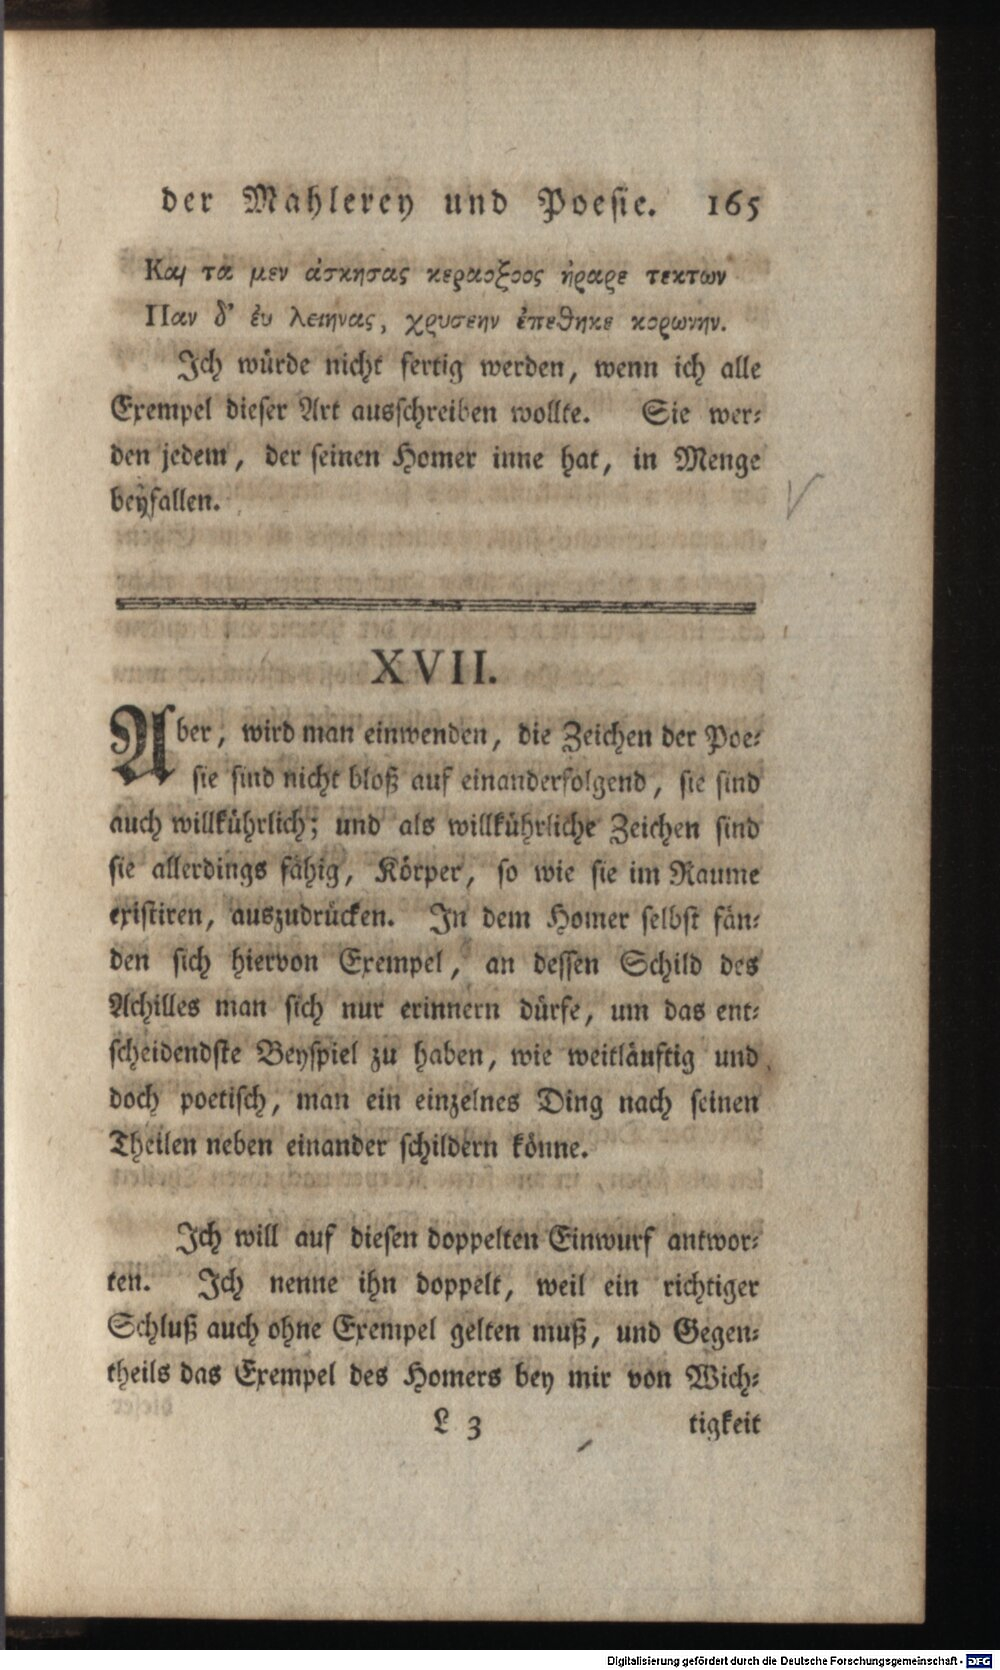 der Mahlerey und Poesie. 165
Και τα μεν ἀσκησας κεραοξοος ἠραρε τεκτων
Παν δ' ἐυ λειηνας, χρυσεην ἐπεθηκε κορωνην.
Ich würde nicht fertig werden, wenn ich alle
Exempel dieser Art ausschreiben wollte. Sie wer-
den jedem, der seinen Homer inne hat, in Menge
beyfallen.
XVII.
Aber, wird man einwenden, die Zeichen der Poe-
sie sind nicht bloß auf einanderfolgend, sie sind
auch willkührlich; und als willkührliche Zeichen sind
sie allerdings fähig, Körper, so wie sie im Raume
existiren, auszudrücken. In dem Homer selbst fän-
den sich hiervon Exempel, an dessen Schild des
Achilles man sich nur erinnern dürfe, um das ent-
scheidendste Beyspiel zu haben, wie weitläuftig und
doch poetisch, man ein einzelnes Ding nach seinen
Theilen neben einander schildern könne.
Ich will auf diesen doppelten Einwurf antwor-
ten. Ich nenne ihn doppelt, weil ein richtiger
Schluß auch ohne Exempel gelten muß, und Gegen-
theils das Exempel des Homers bey mir von Wich-
L 3 tigkeit
Digitalisierung gefördert durch die Deutsche Forschungsgemeinschaft - DFG